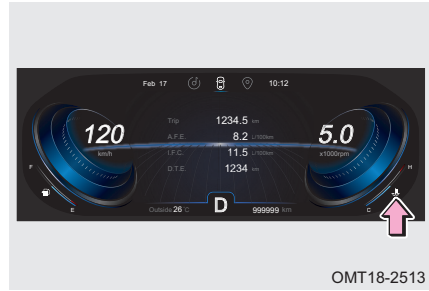 Feb 17 10:12
Trip 1234.5 km
A.F.E. 8.2 L/100km
I.F.C. 11.5 L/100km
D.T.E. 1234 km
120
km/h
5.0
x1000rpm
F
E
H
C
Outside 26 °C
D
999999 km
OMT18-2513